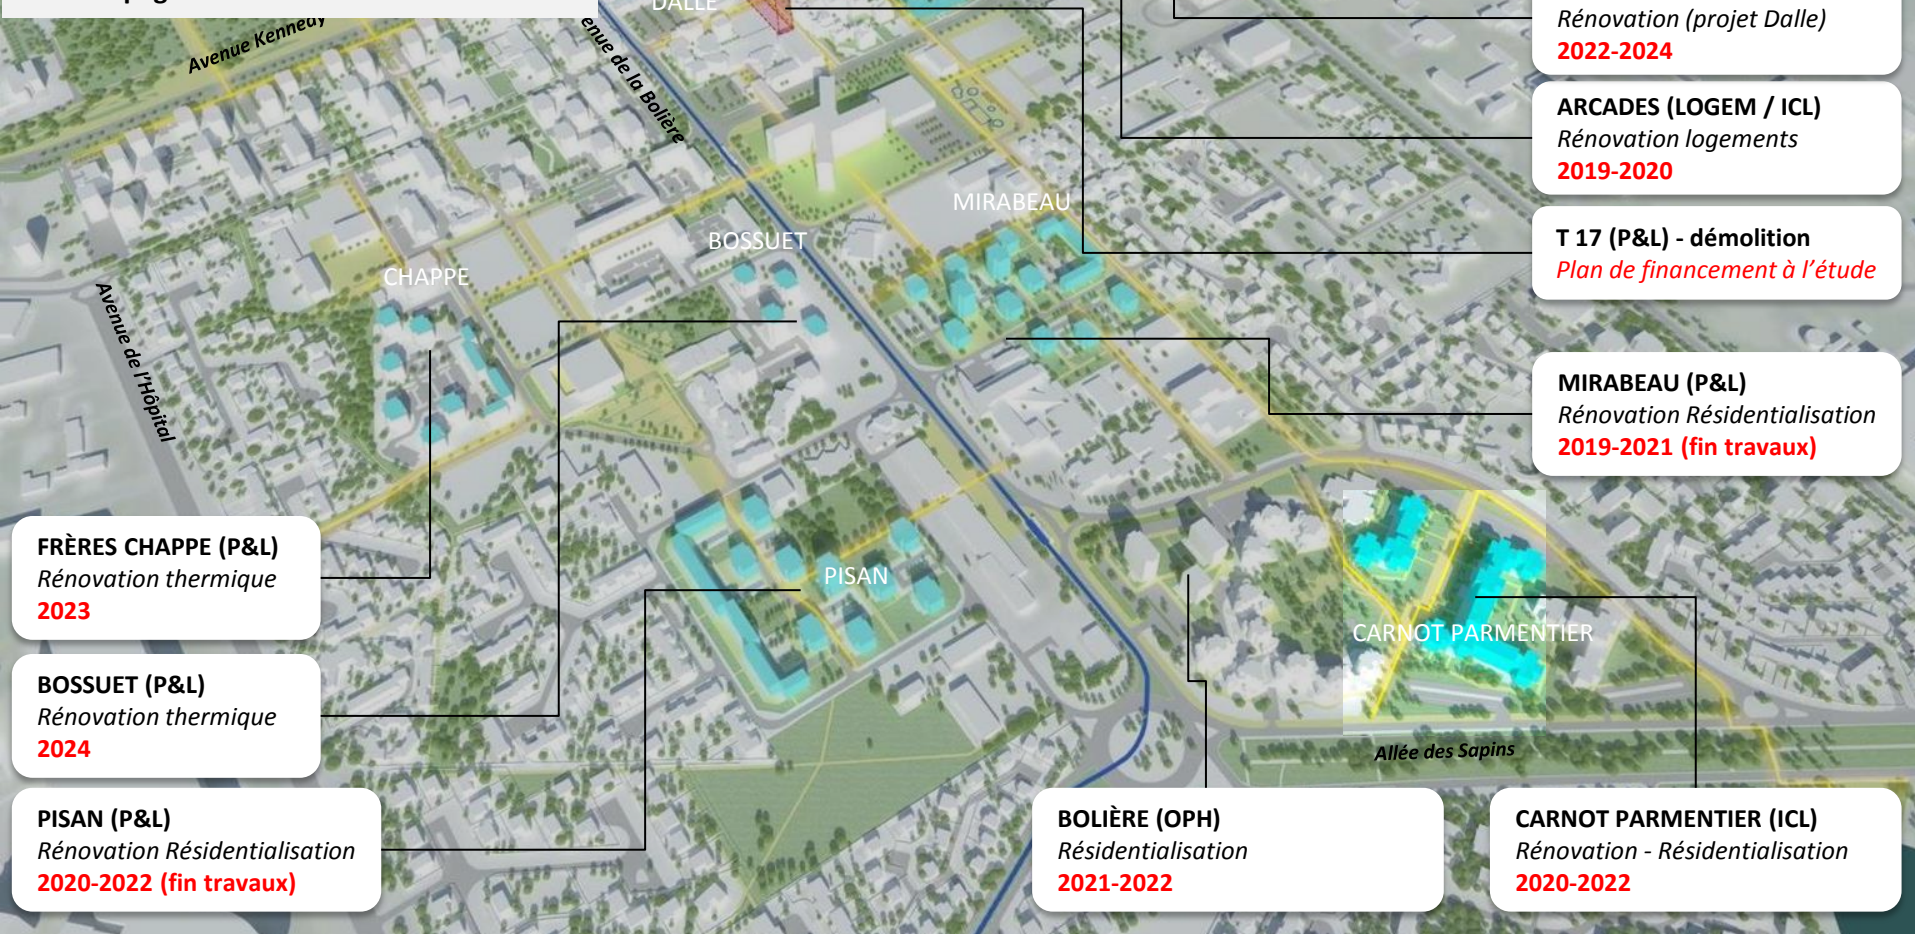 DALLE
Avenue Kennedy
enue de la Bolière
Rénovation (projet Dalle)
2022-2024
ARCADES (LOGEM / ICL)
Rénovation logements
2019-2020
MIRABEAU
BOSSUET
CHAPPE
T 17 (P&L) - démolition
Plan de financement à l'étude
Avenue de l'Hôpital
MIRABEAU (P&L)
Rénovation Résidentialisation
2019-2021 (fin travaux)
FRÈRES CHAPPE (P&L)
Rénovation thermique
2023
PISAN
CARNOT PARMENTIER
BOSSUET (P&L)
Rénovation thermique
2024
Allée des Sapins
PISAN (P&L)
Rénovation Résidentialisation
2020-2022 (fin travaux)
BOLIÈRE (OPH)
Résidentialisation
2021-2022
CARNOT PARMENTIER (ICL)
Rénovation - Résidentialisation
2020-2022